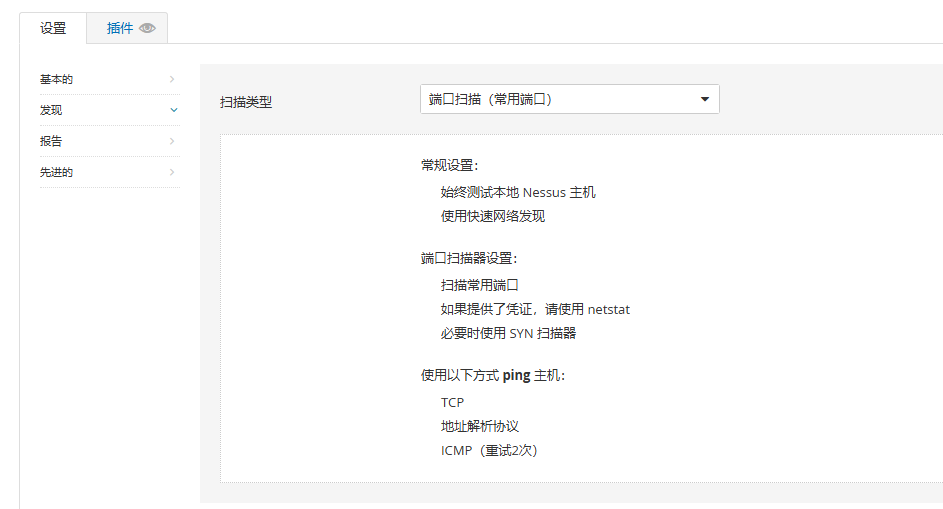 设置
插件
基本的
发现
报告
先进的
扫描类型
端口扫描（常用端口）
常规设置：
始终测试本地 Nessus 主机
使用快速网络发现
端口扫描器设置：
扫描常用端口
如果提供了凭证，请使用 netstat
必要时使用 SYN 扫描器
使用以下方式 ping 主机：
TCP
地址解析协议
ICMP（重试2次）